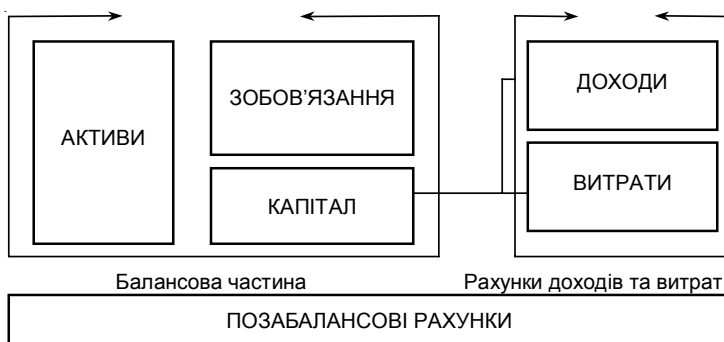 ЗОБОВ’ЯЗАННЯ
ДОХОДИ
АКТИВИ
КАПІТАЛ
ВИТРАТИ
Балансова частина
Рахунки доходів та витрат
ПОЗАБАЛАНСОВІ РАХУНКИ